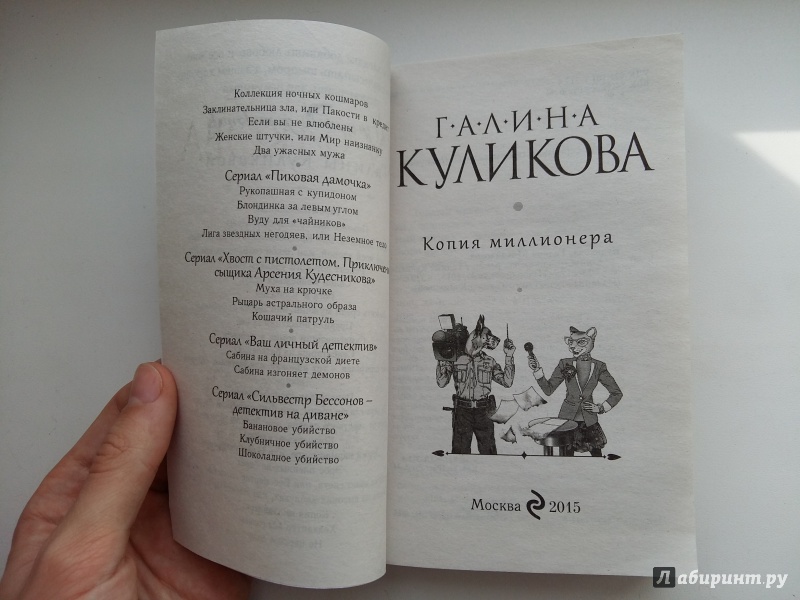 Коллекция ночных кошмаров
Заклинательница зла, или Пакости в кредит
Если вы не влюблены
Женские штучки, или Мир наизнанку
Два ужасных мужа
Сериал «Пиковая дамочка»
Рукопашная с купидоном
Блондинка за левым углом
Вуду для «чайников»
Лига звездных негодяев, или Неземное тело
Сериал «Хвост с пистолетом. Приключения
сыщика Арсения Кудесникова»
Муха на крючке
Рыцарь астрального образа
Кошачий патруль
Сериал «Ваш личный детектив»
Сабина на французской диете
Сабина изгоняет демонов
Сериал «Сильвестр Бессонов –
детектив на диване»
Банановое убийство
Клубничное убийство
Шоколадное убийство
Г·А·Л·И·Н·А
КУЛИКОВА
Копия миллионера
Москва 2015
Лабиринт.ру